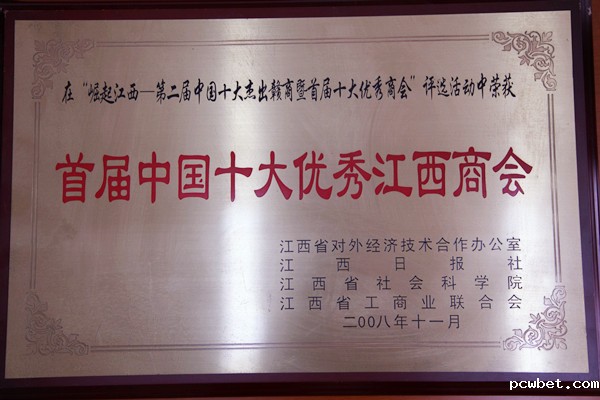 在“崛起江西—第二届中国十大杰出赣商暨首届十大优秀商会”评选活动中荣获
首届中国十大优秀江西商会
江西省对外经济技术合作办公室
江西日报社
江西省社会科学院
江西省工商业联合会
二00八年十一月
pcwbet.com